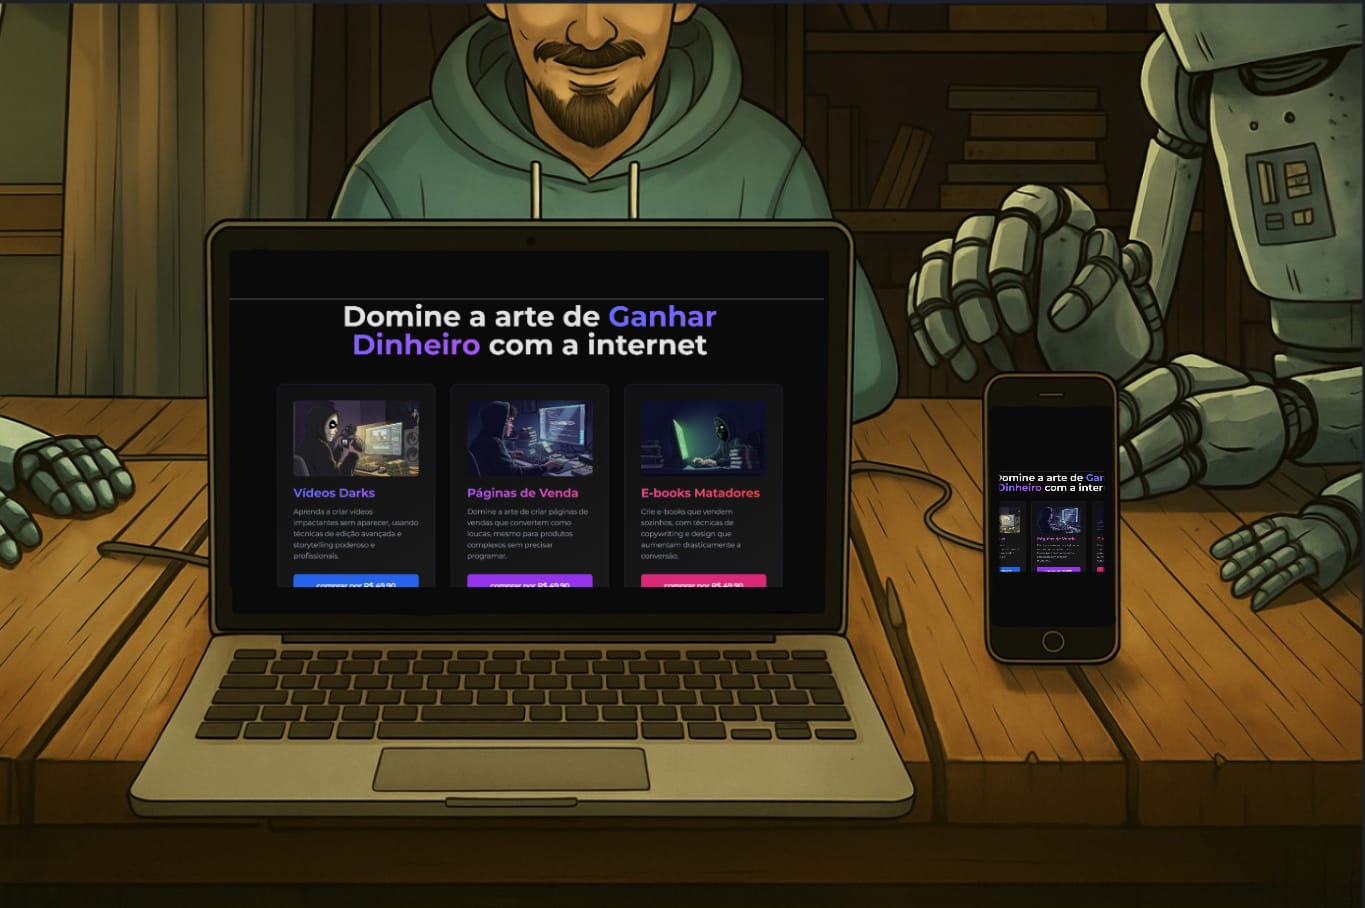 Domine a arte de Ganhar
Dinheiro com a internet
Vídeos Darks
Aprenda a criar vídeos
impactantes sem aparecer, usando
técnicas de edição avançada e
storytelling poderoso e
profissionais.
comprar por R$ 49,90
Páginas de Venda
Domine a arte de criar páginas de
vendas que convertem como
loucas, mesmo para produtos
complexos sem precisar
programar.
comprar por R$ 49,90
E-books Matadores
Crie e-books que vendem
sozinhos, com técnicas de
copywriting e design que
aumentam drasticamente a
conversão.
comprar por R$ 49,90
Domine a arte de Gar
Dinheiro com a inter
Páginas de Venda